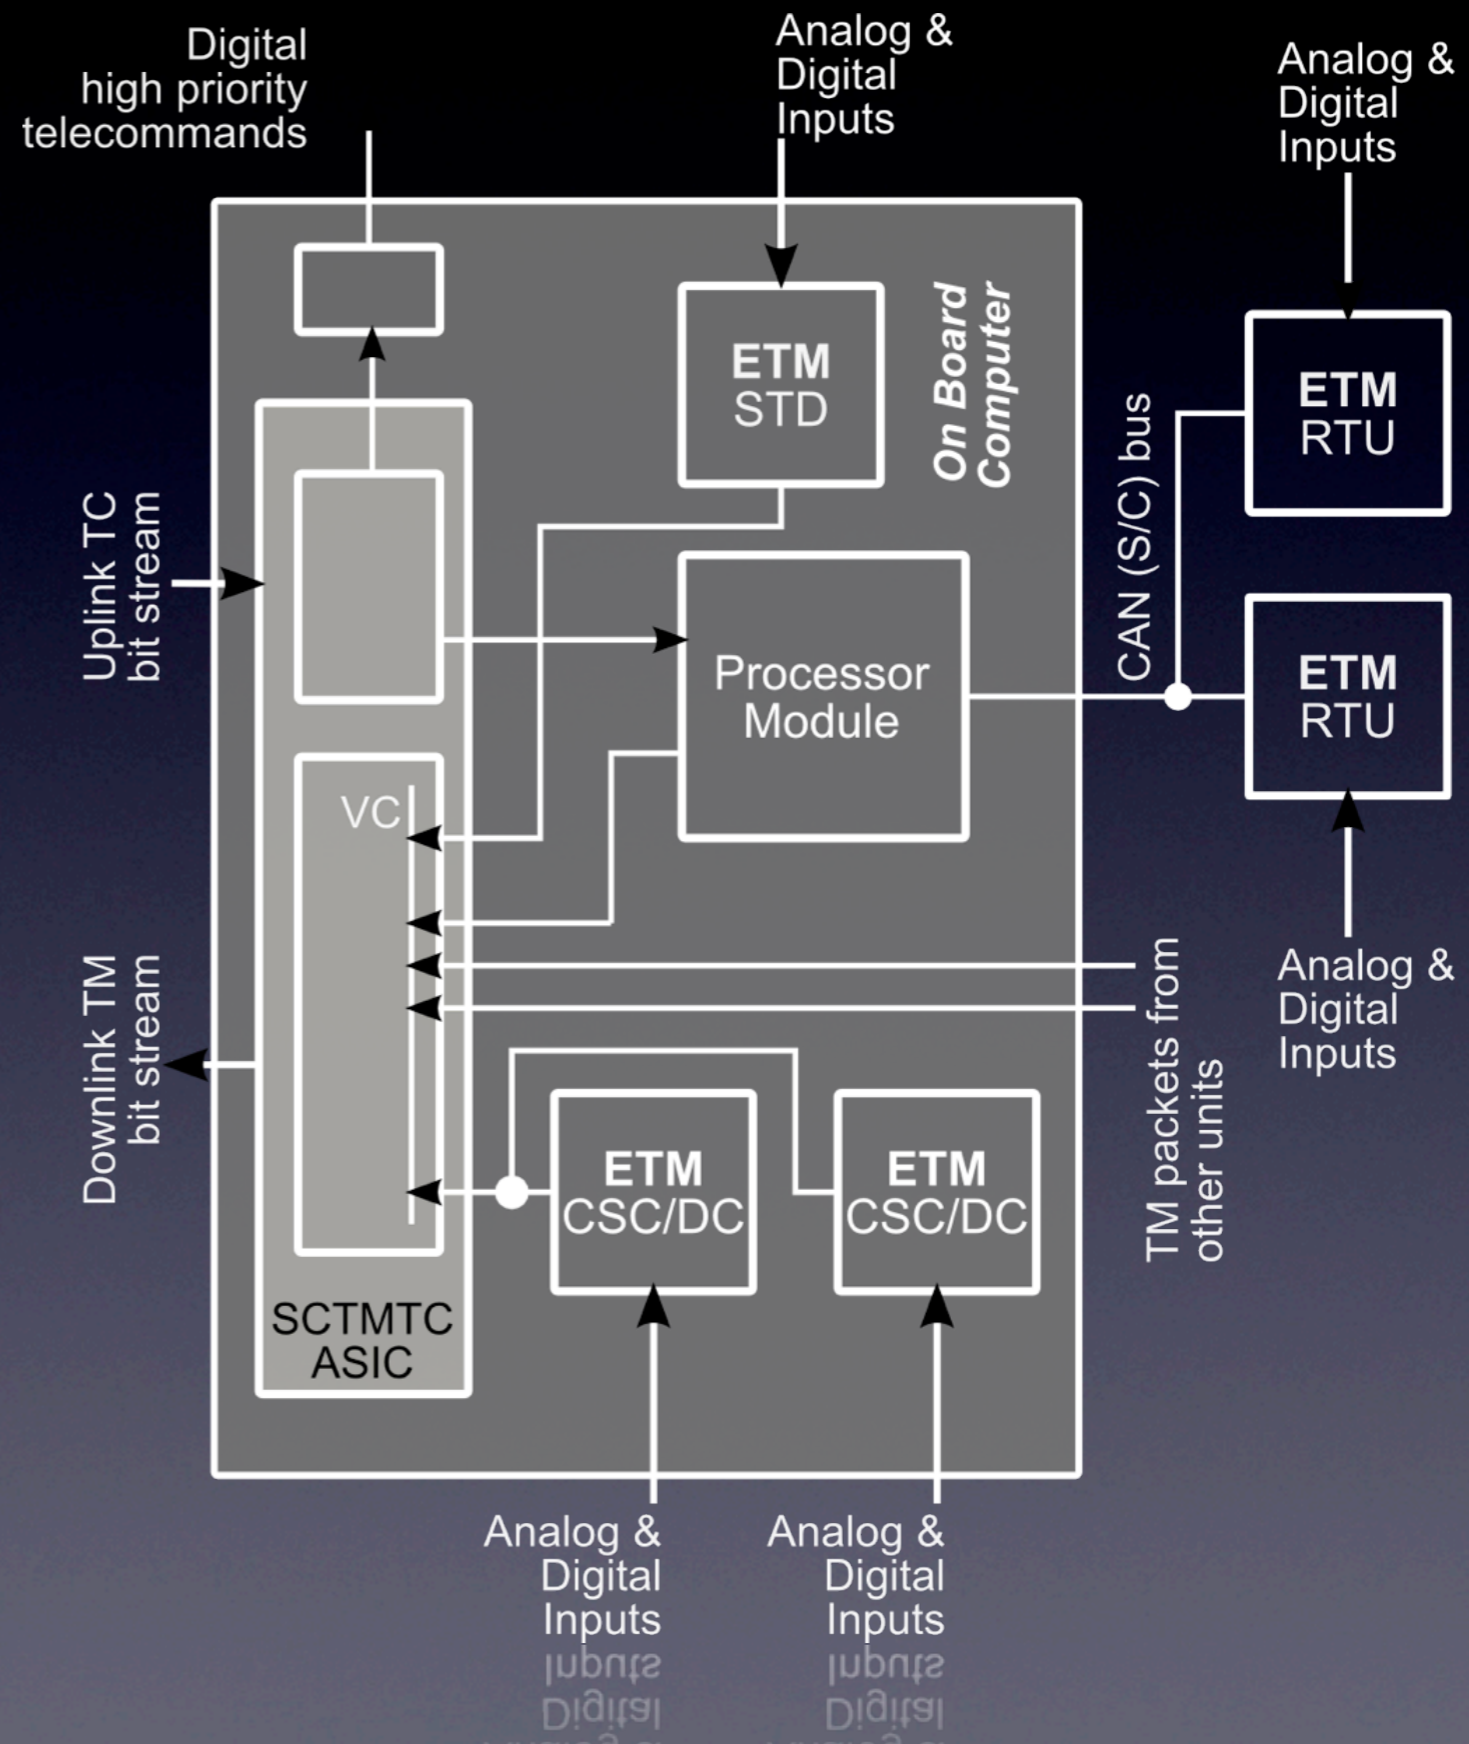 Digital
high priority
telecommands
Analog &
Digital
Inputs
Analog &
Digital
Inputs
ETM
STD
On Board
Computer
ETM
RTU
CAN (S/C) bus
Uplink TC
bit stream
Processor
Module
ETM
RTU
VC
Downlink TM
bit stream
TM packets from
other units
Analog &
Digital
Inputs
ETM
CSC/DC
ETM
CSC/DC
SCTMTC
ASIC
Analog &
Digital
Inputs
Analog &
Digital
Inputs